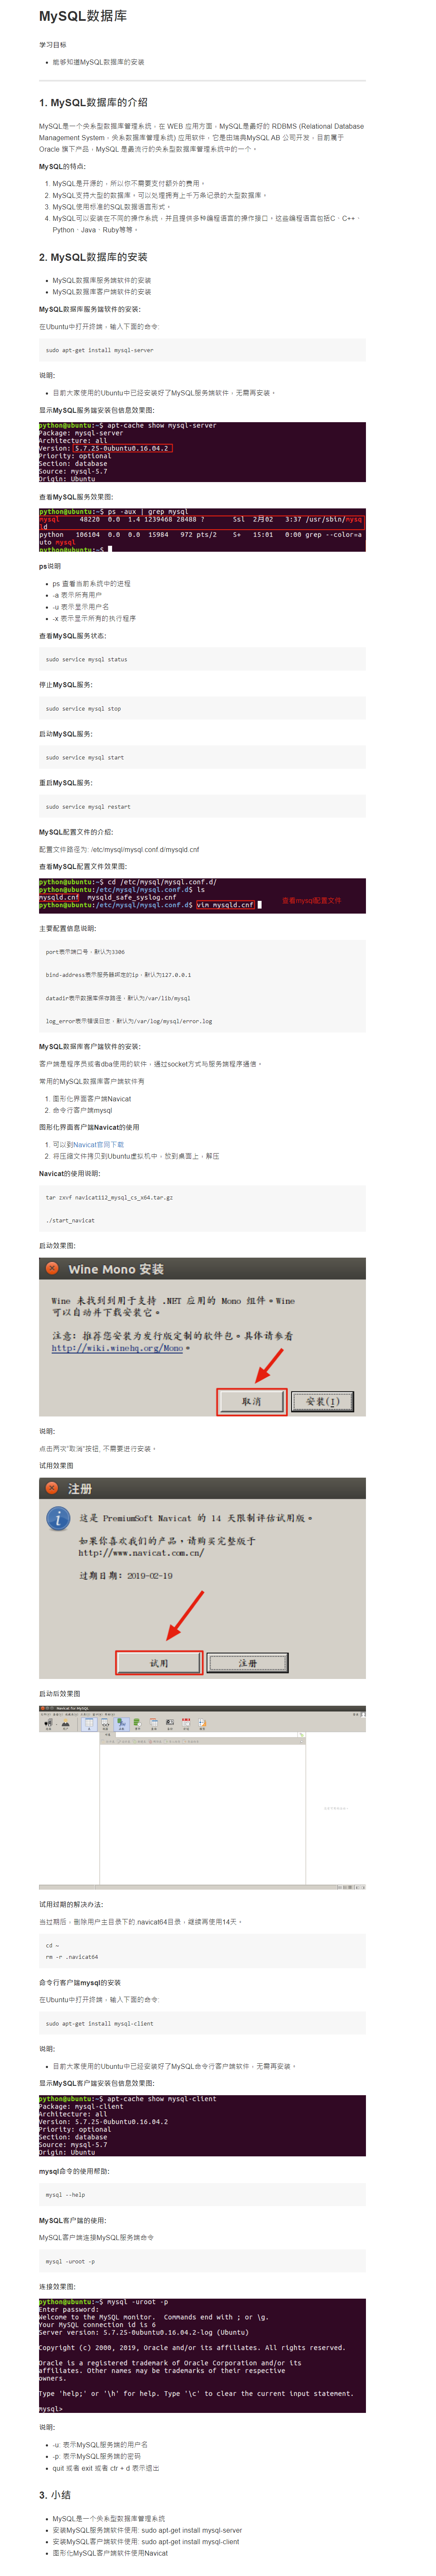 MySQL数据库
学习目标
• 能够知道MySQL数据库的安装
1. MySQL数据库的介绍
MySQL是一个关系型数据库管理系统，在 WEB 应用方面，MySQL是最好的 RDBMS (Relational Database
Management System，关系数据库管理系统) 应用软件，它是由瑞典MySQL AB 公司开发，目前属于
Oracle 旗下产品，MySQL 是最流行的关系型数据库管理系统中的一个。
MySQL的特点:
1. MySQL是开源的，所以你不需要支付额外的费用。
2. MySQL支持大型的数据库。可以处理拥有上千万条记录的大型数据库。
3. MySQL使用标准的SQL数据语言形式。
4. MySQL可以安装在不同的操作系统，并且提供多种编程语言的操作接口。这些编程语言包括C、C++、
Python、Java、Ruby等等。
2. MySQL数据库的安装
• MySQL数据库服务端软件的安装
• MySQL数据库客户端软件的安装
MySQL数据库服务端软件的安装:
在Ubuntu中打开终端，输入下面的命令:
sudo apt-get install mysql-server
说明:
• 目前大家使用的Ubuntu中已经安装好了MySQL服务端软件，无需再安装。
显示MySQL服务端安装包信息效果图:
python@ubuntu:~$ apt-cache show mysql-server
Package: mysql-server
Architecture: all
Version: 5.7.25-0ubuntu0.16.04.2
Priority: optional
Section: database
Source: mysql-5.7
Origin: Ubuntu
查看MySQL服务效果图:
python@ubuntu:~$ ps -aux | grep mysql
mysql 48220 0.0 1.4 1239468 28488 ? Ssl 2月02 3:37 /usr/sbin/mysq
ld
python 106104 0.0 0.0 15984 972 pts/2 S+ 15:01 0:00 grep --color=a
uto mysql
python@ubuntu:~$
ps说明
• ps 查看当前系统中的进程
• -a 表示所有用户
• -u 表示显示用户名
• -x 表示显示所有的执行程序
查看MySQL服务状态:
sudo service mysql status
停止MySQL服务:
sudo service mysql stop
启动MySQL服务:
sudo service mysql start
重启MySQL服务:
sudo service mysql restart
MySQL配置文件的介绍:
配置文件路径为: /etc/mysql/mysql.conf.d/mysqld.cnf
查看MySQL配置文件效果图:
python@ubuntu:~$ cd /etc/mysql/mysql.conf.d/
python@ubuntu:/etc/mysql/mysql.conf.d$ ls
mysqld.cnf mysqld_safe_syslog.cnf
python@ubuntu:/etc/mysql/mysql.conf.d$ vim mysqld.cnf 查看mysql配置文件
主要配置信息说明:
port表示端口号，默认为3306
bind-address表示服务器绑定的ip，默认为127.0.0.1
datadir表示数据库保存路径，默认为/var/lib/mysql
log_error表示错误日志，默认为/var/log/mysql/error.log
MySQL数据库客户端软件的安装:
客户端是程序员或者dba使用的软件，通过socket方式与服务端程序通信。
常用的MySQL数据库客户端软件有:
1. 图形化界面客户端Navicat
2. 命令行客户端mysql
图形化界面客户端Navicat的使用
1. 可以到Navicat官网下载
2. 将压缩文件拷贝到Ubuntu虚拟机中，放到桌面上，解压
Navicat的使用说明:
tar zxvf navicat112_mysql_cs_x64.tar.gz
./start_navicat
启动效果图:
Wine Mono 安装
Wine 未找到到用于支持 .NET 应用的 Mono 组件。Wine
可以自动并下载安装它。
注意: 推荐您安装为发行版定制的软件包。具体请参看
http://wiki.winehq.org/Mono。
取消 安装(I)
说明:
点击两次"取消"按钮, 不需要进行安装。
试用效果图
注册
这是 PremiumSoft Navicat 的 14 天限制评估试用版。
如果你喜欢我们的产品，请购买完整版于
http://www.navicat.com.cn/
过期日期: 2019-02-19
试用 注册
启动后效果图
Navicat for MySQL
试用过期的解决办法:
当过期后，删除用户主目录下的.navicat64目录，继续再使用14天。
cd ~
rm -r .navicat64
命令行客户端mysql的安装
在Ubuntu中打开终端，输入下面的命令:
sudo apt-get install mysql-client
说明:
• 目前大家使用的Ubuntu中已经安装好了MySQL命令行客户端软件，无需再安装。
显示MySQL客户端安装包信息效果图:
python@ubuntu:~$ apt-cache show mysql-client
Package: mysql-client
Architecture: all
Version: 5.7.25-0ubuntu0.16.04.2
Priority: optional
Section: database
Source: mysql-5.7
Origin: Ubuntu
mysql命令的使用帮助:
mysql --help
MySQL客户端的使用:
MySQL客户端连接MySQL服务端命令
mysql -uroot -p
连接效果图:
python@ubuntu:~$ mysql -uroot -p
Enter password:
Welcome to the MySQL monitor. Commands end with ; or \g.
Your MySQL connection id is 6
Server version: 5.7.25-0ubuntu0.16.04.2-log (Ubuntu)
Copyright (c) 2000, 2019, Oracle and/or its affiliates. All rights reserved.
Oracle is a registered trademark of Oracle Corporation and/or its
affiliates. Other names may be trademarks of their respective
owners.
Type 'help;' or '\h' for help. Type '\c' to clear the current input statement.
mysql>
说明:
• -u: 表示MySQL服务端的用户名
• -p: 表示MySQL服务端的密码
• quit 或者 exit 或者 ctr + d 表示退出
3. 小结
• MySQL是一个关系型数据库管理系统
• 安装MySQL服务端软件使用: sudo apt-get install mysql-server
• 安装MySQL客户端软件使用: sudo apt-get install mysql-client
• 图形化MySQL客户端软件使用Navicat